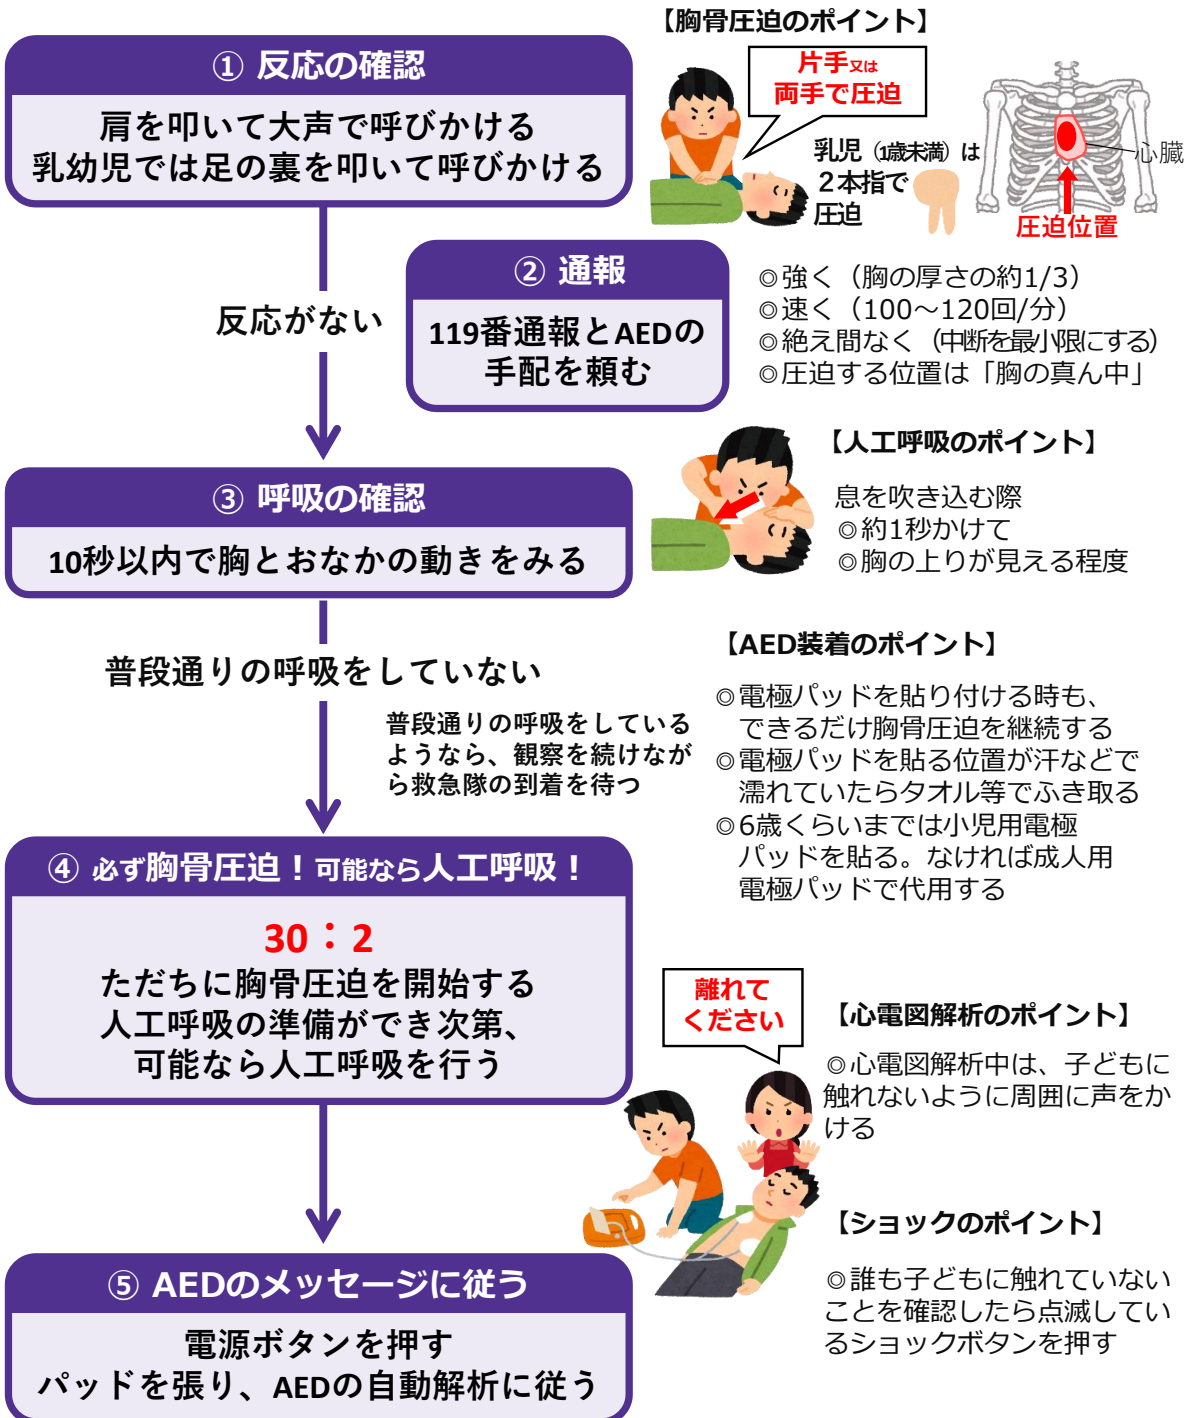 ① 反応の確認
肩を叩いて大声で呼びかける
乳幼児では足の裏を叩いて呼びかける
反応がない
② 通報
119番通報とAEDの
手配を頼む
③ 呼吸の確認
10秒以内で胸とおなかの動きをみる
普段通りの呼吸をしていない
普段通りの呼吸をしている
ようなら、観察を続けなが
ら救急隊の到着を待つ
④ 必ず胸骨圧迫！可能なら人工呼吸！
30：2
ただちに胸骨圧迫を開始する
人工呼吸の準備ができ次第、
可能なら人工呼吸を行う
⑤ AEDのメッセージに従う
電源ボタンを押す
パッドを張り、AEDの自動解析に従う
【胸骨圧迫のポイント】
片手又は
両手で圧迫
乳児（1歳未満）は
２本指で
圧迫
心臓
圧迫位置
◎強く（胸の厚さの約1/3）
◎速く（100～120回/分）
◎絶え間なく（中断を最小限にする）
◎圧迫する位置は「胸の真ん中」
【人工呼吸のポイント】
息を吹き込む際
◎約1秒かけて
◎胸の上りが見える程度
【AED装着のポイント】
◎電極パッドを貼り付ける時も、
できるだけ胸骨圧迫を継続する
◎電極パッドを貼る位置が汗などで
濡れていたらタオル等でふき取る
◎6歳くらいまでは小児用電極
パッドを貼る。なければ成人用
電極パッドで代用する
離れて
ください
【心電図解析のポイント】
◎心電図解析中は、子どもに
触れないように周囲に声をか
ける
【ショックのポイント】
◎誰も子どもに触れていない
ことを確認したら点滅してい
るショックボタンを押す